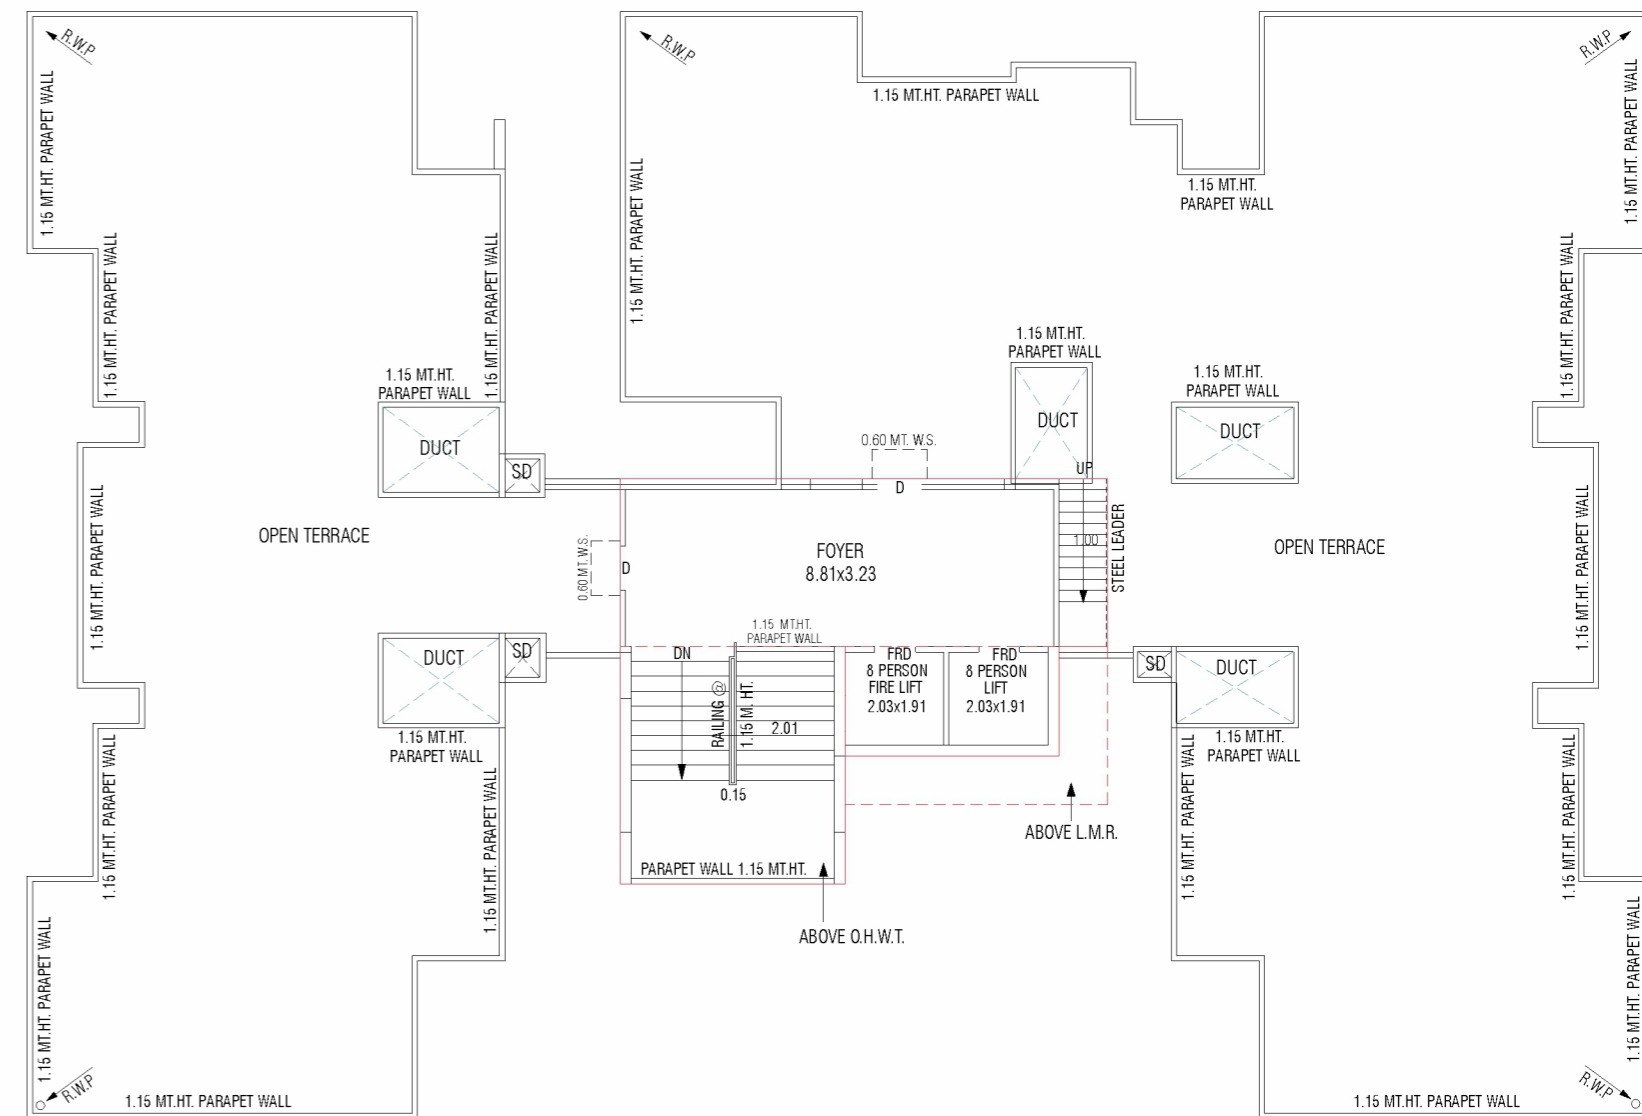 R.W.P
R.W.P
R.W.P
1.15 MT.HT. PARAPET WALL
1.15 MT.HT. PARAPET WALL
1.15 MT.HT. PARAPET WALL
1.15 MT.HT. PARAPET WALL
1.15 MT.HT.
PARAPET WALL
1.15 MT.HT. PARAPET WALL
1.15 MT.HT. PARAPET WALL
1.15 MT.HT. PARAPET WALL
1.15 MT.HT.
PARAPET WALL
1.15 MT.HT.
PARAPET WALL
1.15 MT.HT.
PARAPET WALL
DUCT
DUCT
DUCT
0.60 MT. W.S.
SD
UP
D
OPEN TERRACE
1.15 MT.HT. PARAPET WALL
0.60 MT. W.S.
D
FOYER
8.81x3.23
1.00
STEEL LEADER
OPEN TERRACE
1.15 MT.HT. PARAPET WALL
1.15 MT.HT.
PARAPET WALL
DUCT
SD
DN
FRD
8 PERSON
FIRE LIFT
2.03x1.91
FRD
8 PERSON
LIFT
2.03x1.91
SD
DUCT
RAILING @
1.15 M. HT.
2.01
0.15
1.15 MT.HT.
PARAPET WALL
1.15 MT.HT.
PARAPET WALL
1.15 MT.HT. PARAPET WALL
1.15 MT.HT. PARAPET WALL
1.15 MT.HT. PARAPET WALL
1.15 MT.HT. PARAPET WALL
ABOVE L.M.R.
PARAPET WALL 1.15 MT.HT.
ABOVE O.H.W.T.
1.15 MT.HT. PARAPET WALL
1.15 MT.HT. PARAPET WALL
R.W.P
1.15 MT.HT. PARAPET WALL
1.15 MT.HT. PARAPET WALL
R.W.P